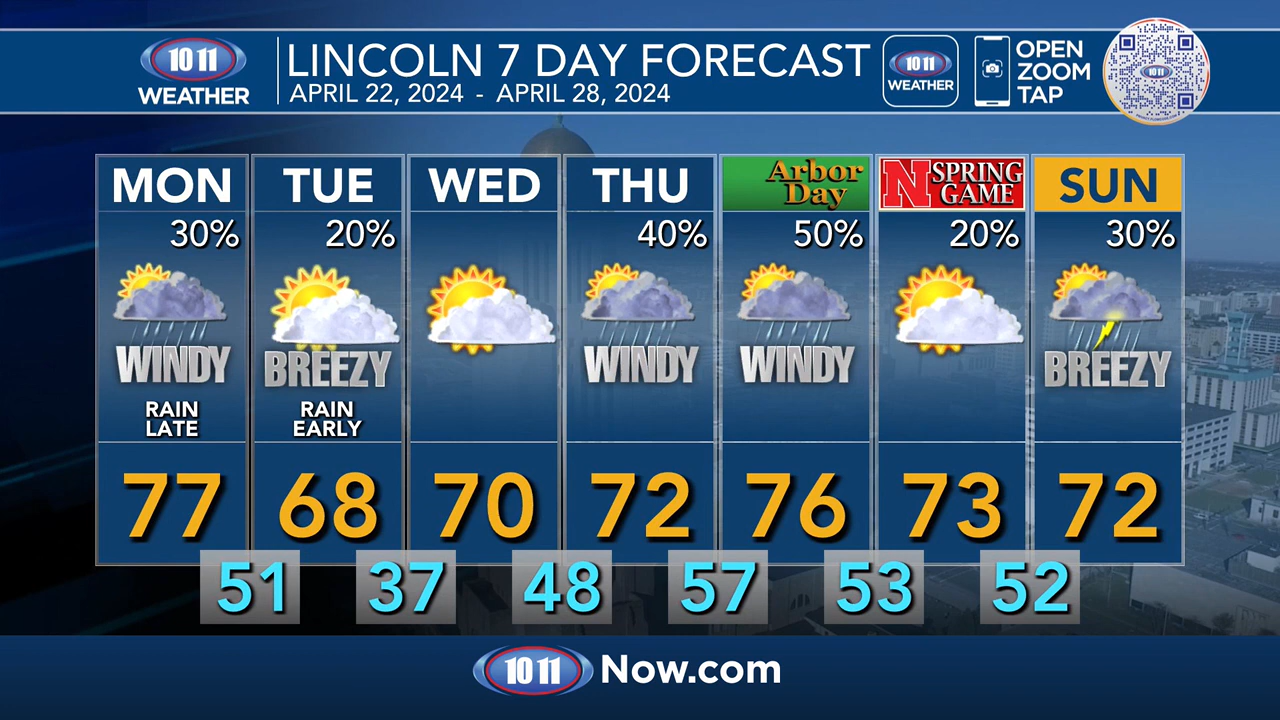 10 11
WEATHER
LINCOLN 7 DAY FORECAST
APRIL 22, 2024 - APRIL 28, 2024
10 11
WEATHER
OPEN
ZOOM
TAP
10 11
MON
TUE
WED
THU
Arbor
Day
N SPRING
GAME
SUN
30%
20%
40%
50%
20%
30%
WINDY
BREEZY
WINDY
WINDY
BREEZY
RAIN
LATE
RAIN
EARLY
77
68
70
72
76
73
72
51
37
48
57
53
52
10 11 Now.com